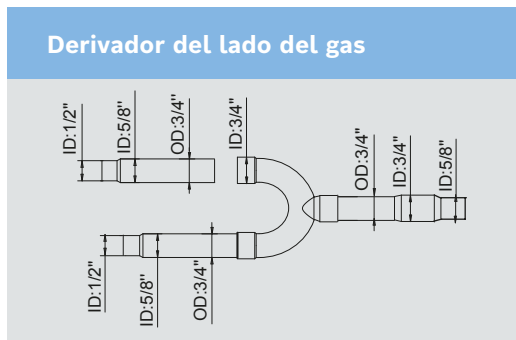 Derivador del lado del gas
ID:1/2"
ID:5/8"
OD:3/4"
ID:3/4"
OD:3/4"
ID:3/4"
ID:5/8"
ID:1/2"
ID:5/8"
OD:3/4"